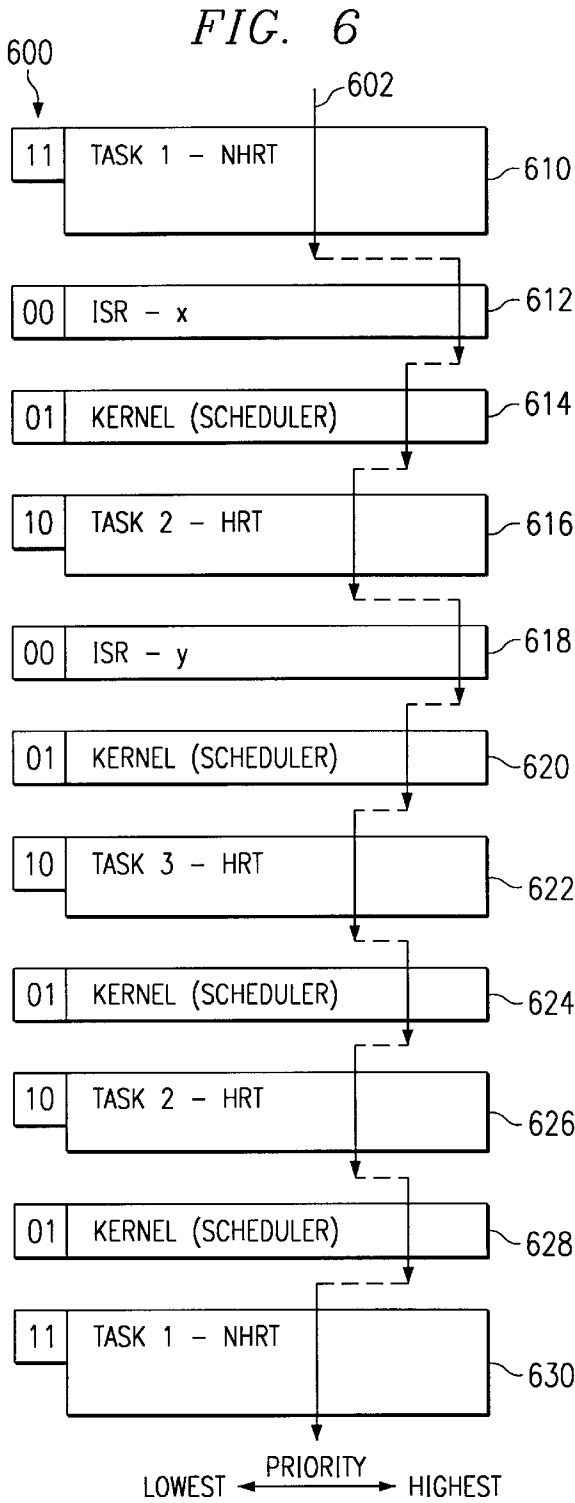 FIG. 6
600
602
11 TASK 1 - NHRT 610
00 ISR - x 612
01 KERNEL (SCHEDULER) 614
10 TASK 2 - HRT 616
00 ISR - y 618
01 KERNEL (SCHEDULER) 620
10 TASK 3 - HRT 622
01 KERNEL (SCHEDULER) 624
10 TASK 2 - HRT 626
01 KERNEL (SCHEDULER) 628
11 TASK 1 - NHRT 630
PRIORITY
LOWEST HIGHEST